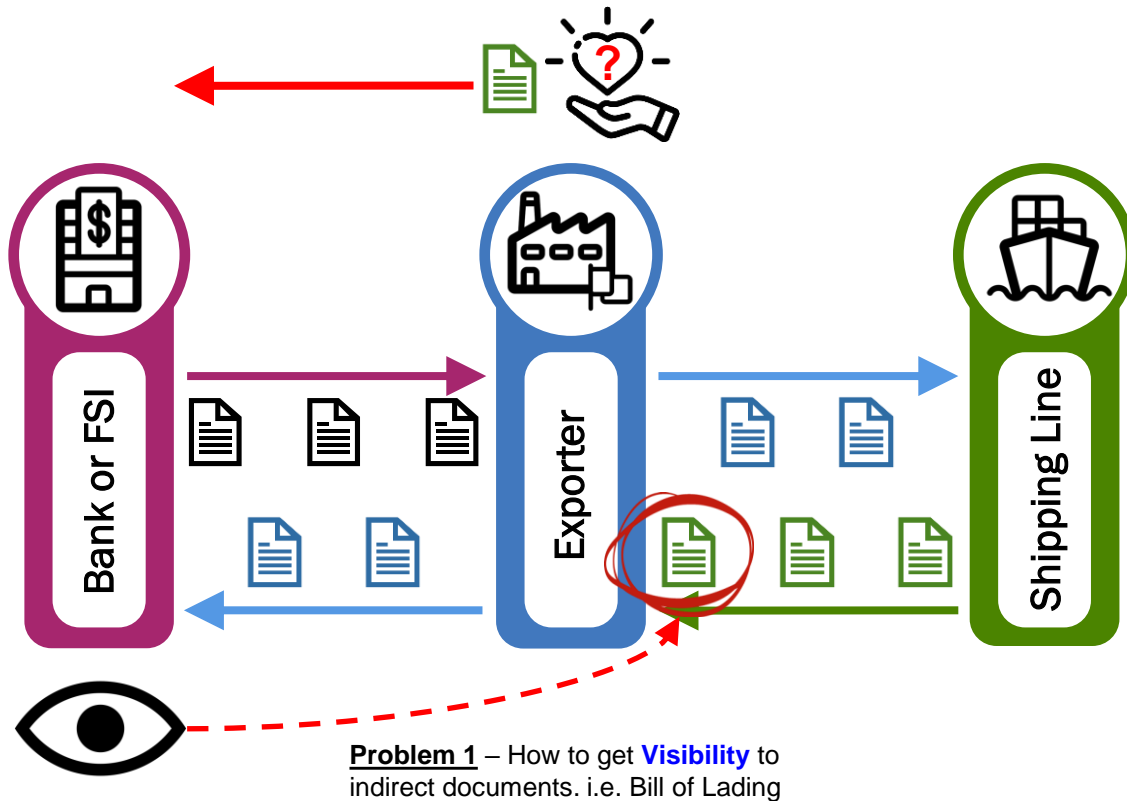 ?
$
Bank or FSI
Exporter
Shipping Line
Problem 1 – How to get Visibility to
indirect documents. i.e. Bill of Lading